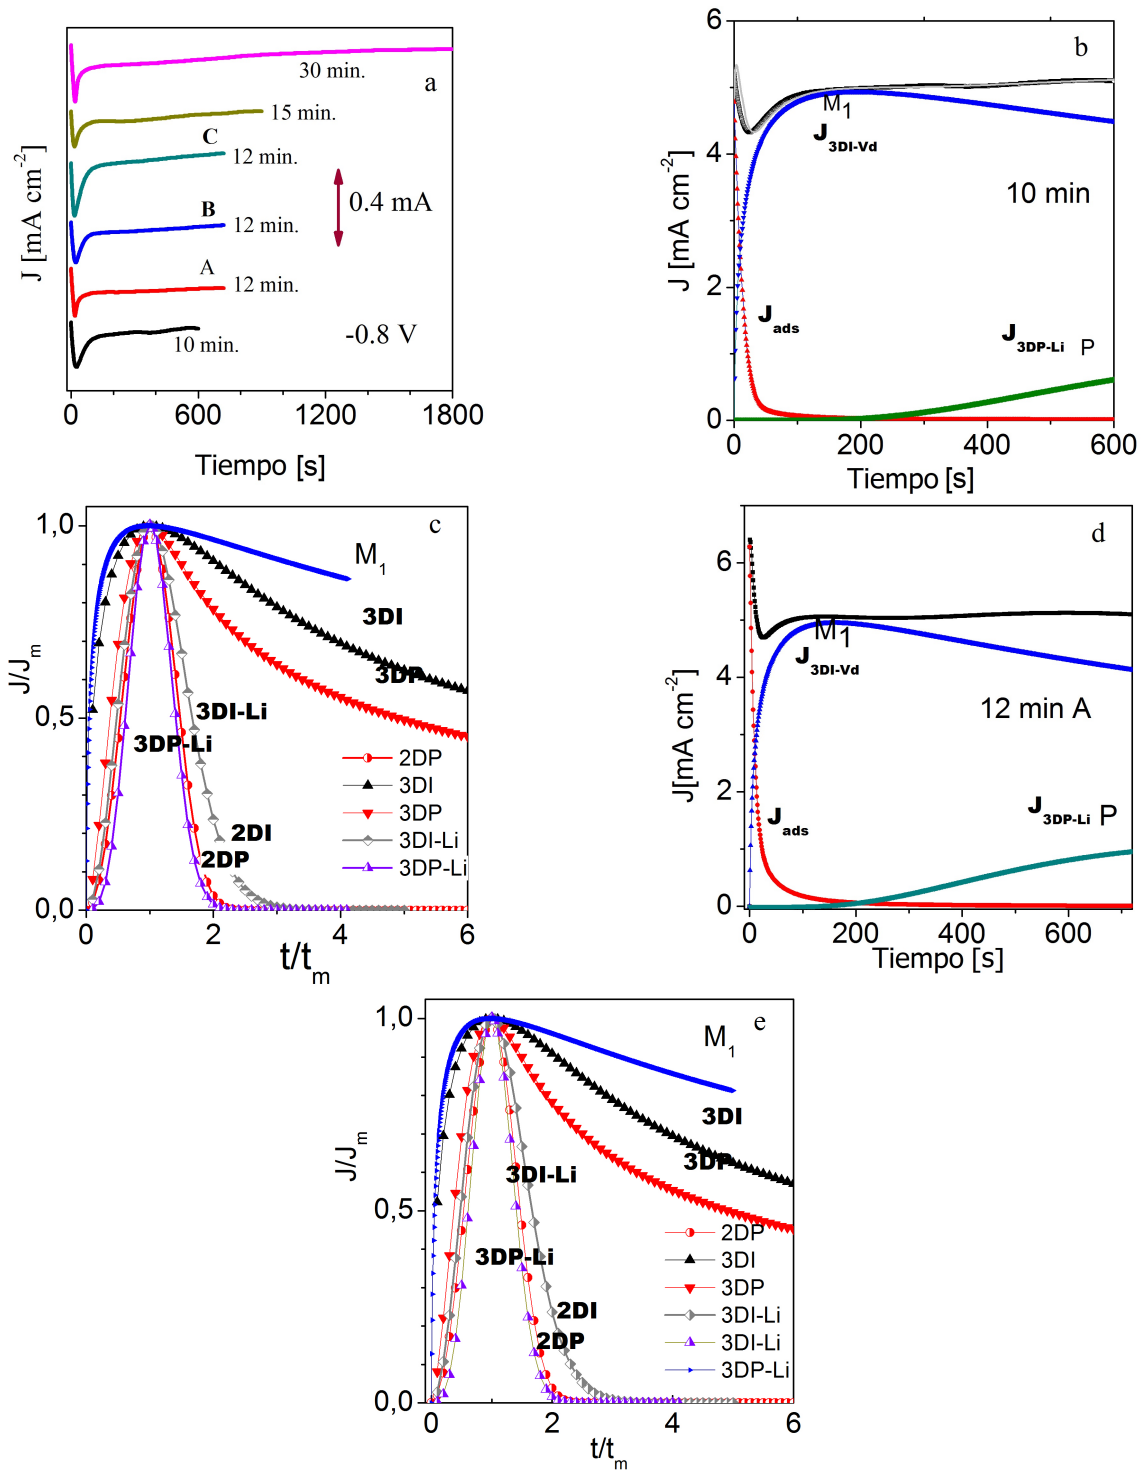 a
30 min.
15 min.
C
12 min.
0.4 mA
B
12 min.
A
12 min.
10 min.
-0.8 V
J [mA cm-2]
0 600 1200 1800
Tiempo [s]
b
6
4
2
0
J [mA cm-2]
M1
J3DI-Vd
10 min
Jads
J3DP-Li P
0 200 400 600
Tiempo [s]
c
1,0
0,5
0,0
J/Jm
M1
3DI
3DP
3DI-Li
3DP-Li
2DI
2DP
2DP
3DI
3DP
3DI-Li
3DP-Li
0 2 4 6
t/tm
d
6
4
2
0
J[mA cm-2]
M1
J3DI-Vd
12 min A
Jads
J3DP-Li P
0 200 400 600
Tiempo [s]
e
1,0
0,5
0,0
J/Jm
M1
3DI
3DP
3DI-Li
3DP-Li
2DI
2DP
2DP
3DI
3DP
3DI-Li
3DI-Li
3DP-Li
0 2 4 6
t/tm